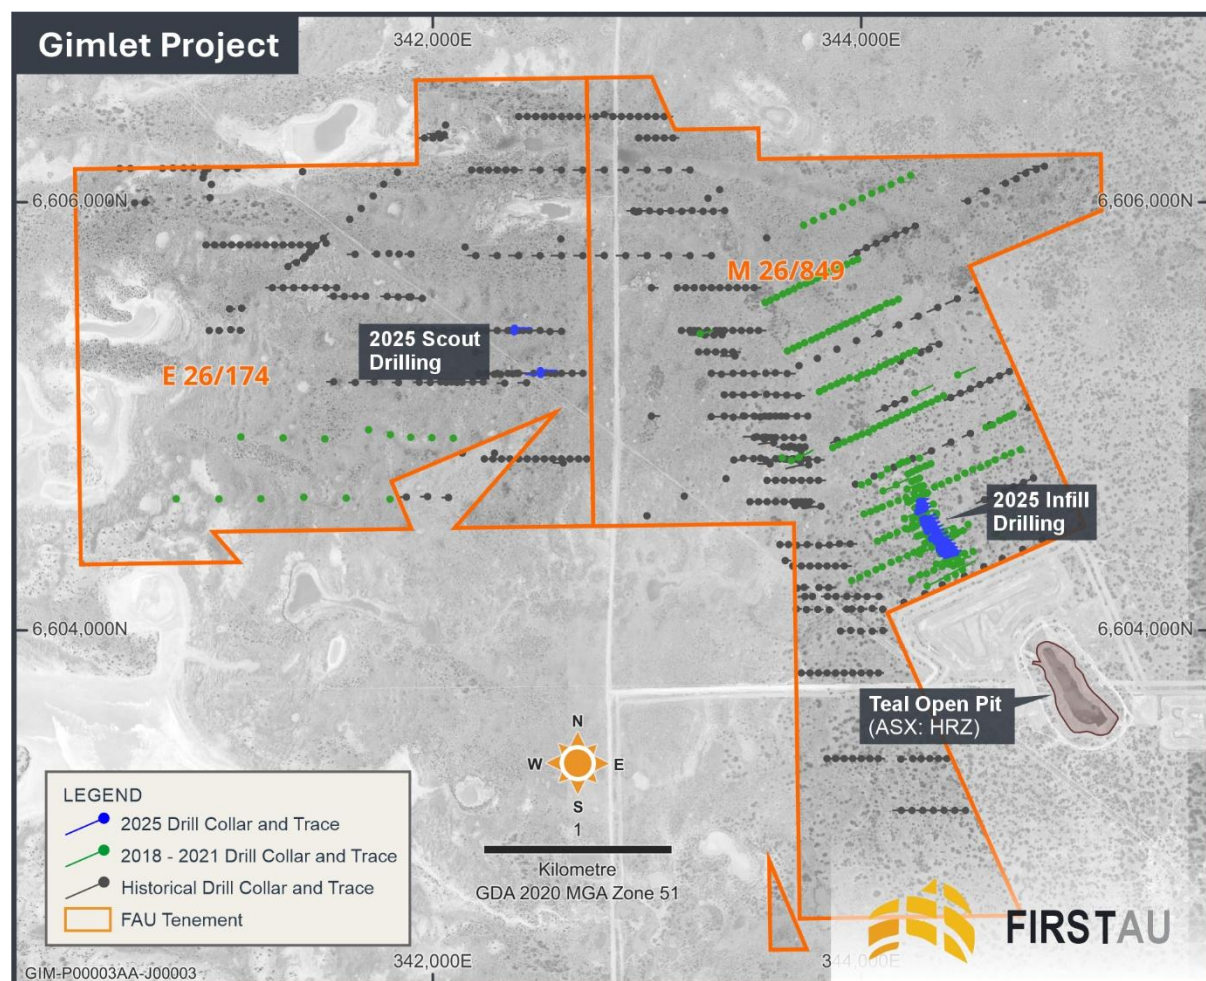 Gimlet Project
342,000E
344,000E
6,606,000N
6,606,000N
M 26/849
2025 Scout
Drilling
E 26/174
2025 Infill
Drilling
6,604,000N
6,604,000N
Teal Open Pit
(ASX: HRZ)
N
W
E
S
1
Kilometre
GDA 2020 MGA Zone 51
LEGEND
2025 Drill Collar and Trace
2018 - 2021 Drill Collar and Trace
Historical Drill Collar and Trace
FAU Tenement
FIRSTAU
GIM-P00003AA-J00003
342,000E
344,000E